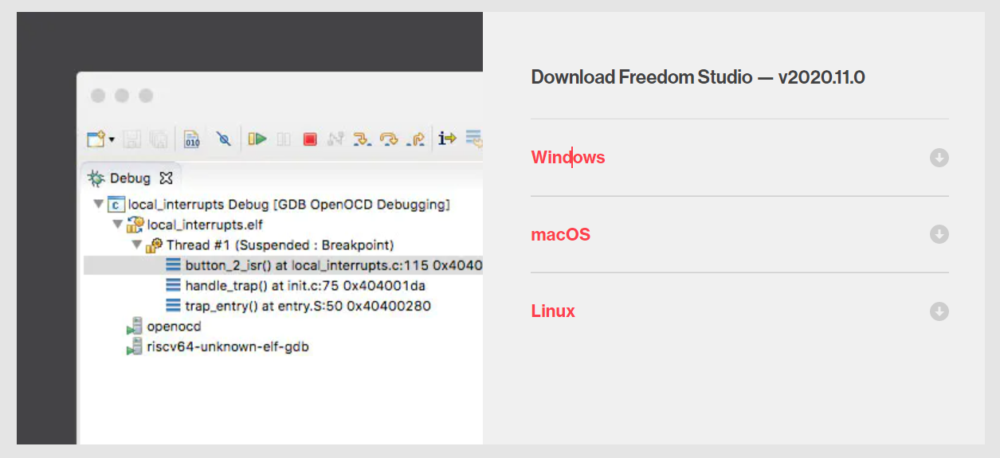 010
i
Debug
c
local_interrupts Debug [GDB OpenOCD Debugging]
local_interrupts.elf
Thread #1 (Suspended : Breakpoint)
button_2_isr() at local_interrupts.c:115 0x4040
handle_trap() at init.c:75 0x404001da
trap_entry() at entry.S:50 0x40400280
openocd
riscv64-unknown-elf-gdb
Download Freedom Studio — v2020.11.0
Windows
macOS
Linux